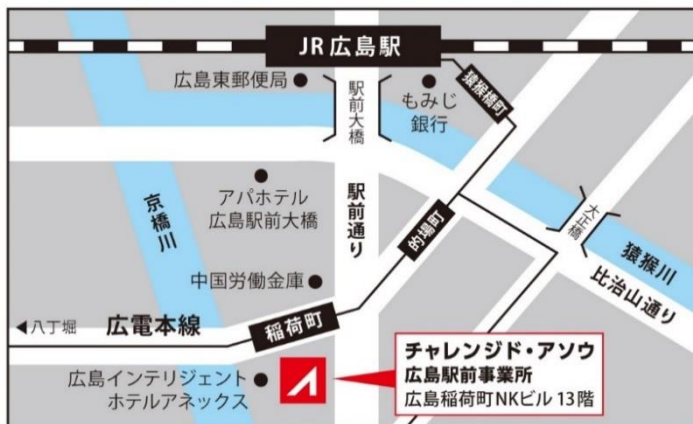 JR広島駅
広島東郵便局
駅前大橋
もみじ
銀行
猿猴橋町
アパホテル
広島駅前大橋
京橋川
駅前通り
的場町
大正橋
猿猴川
比治山通り
中国労働金庫
八丁堀
広電本線
稲荷町
チャレンジド・アソウ
広島駅前事業所
広島稲荷町NKビル 13階
広島インテリジェント
ホテルアネックス